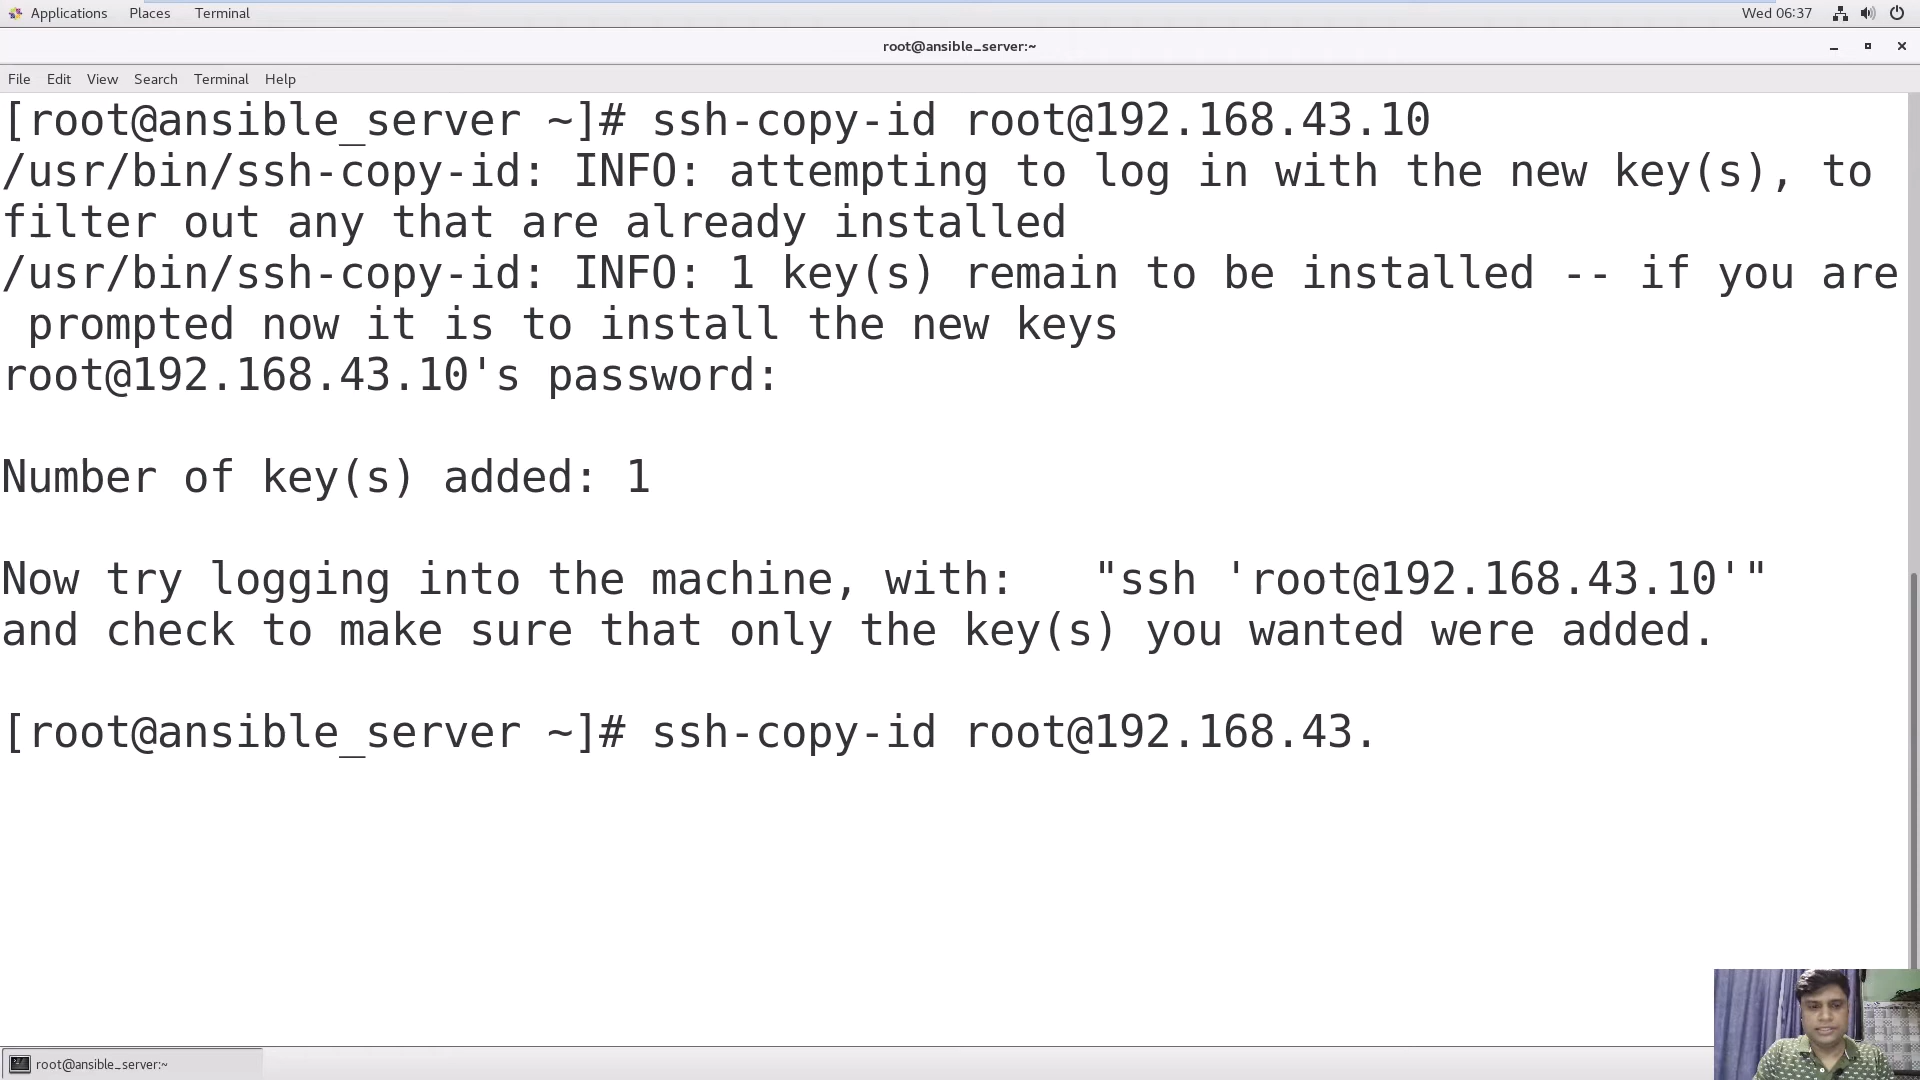 Applications Places Terminal Wed 06:37
root@ansible_server:~
File Edit View Search Terminal Help
[root@ansible_server ~]# ssh-copy-id root@192.168.43.10
/usr/bin/ssh-copy-id: INFO: attempting to log in with the new key(s), to
filter out any that are already installed
/usr/bin/ssh-copy-id: INFO: 1 key(s) remain to be installed -- if you are
 prompted now it is to install the new keys
root@192.168.43.10's password:
Number of key(s) added: 1
Now try logging into the machine, with:   "ssh 'root@192.168.43.10'"
and check to make sure that only the key(s) you wanted were added.
[root@ansible_server ~]# ssh-copy-id root@192.168.43.
root@ansible_server:~